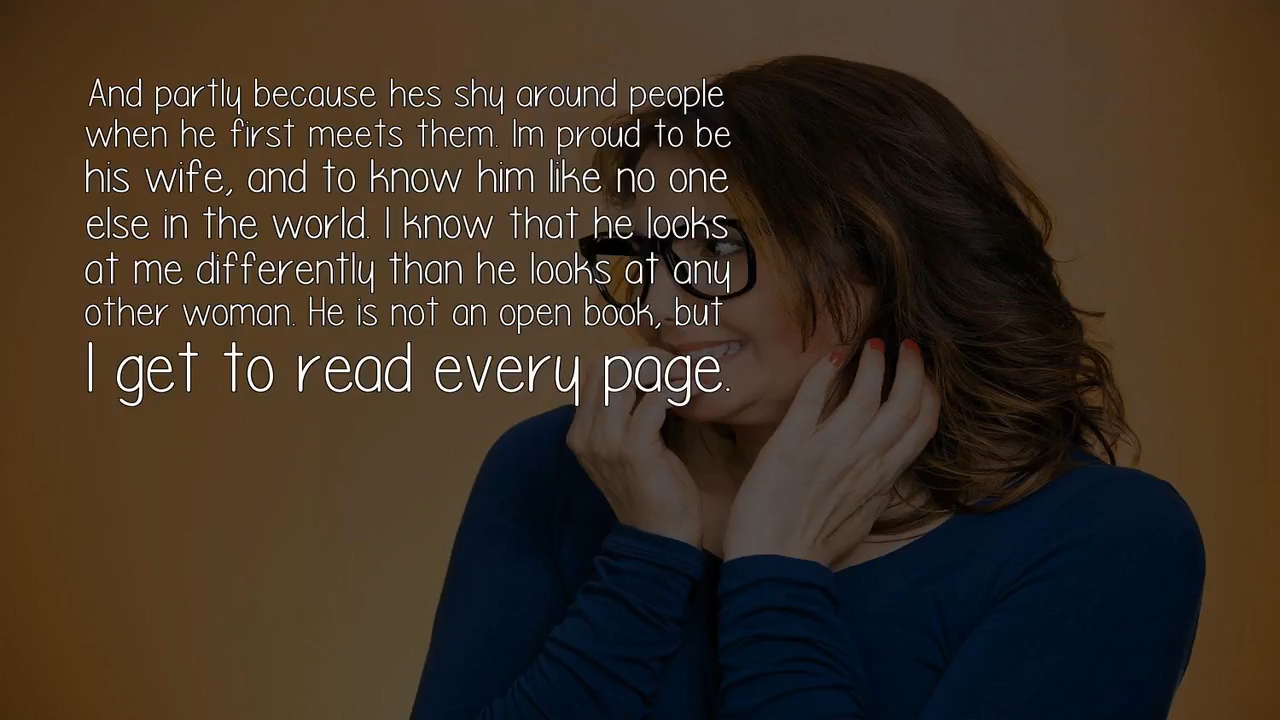 And partly because hes shy around people
when he first meets them. Im proud to be
his wife, and to know him like no one
else in the world. I know that he looks
at me differently than he looks at any
other woman. He is not an open book, but
I get to read every page.